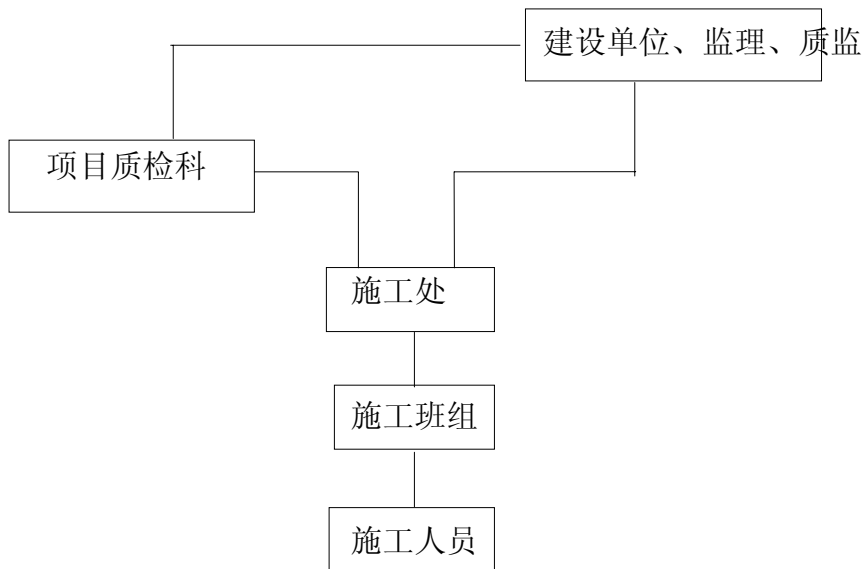 建设单位、监理、质监
项目质检科
施工处
施工班组
施工人员